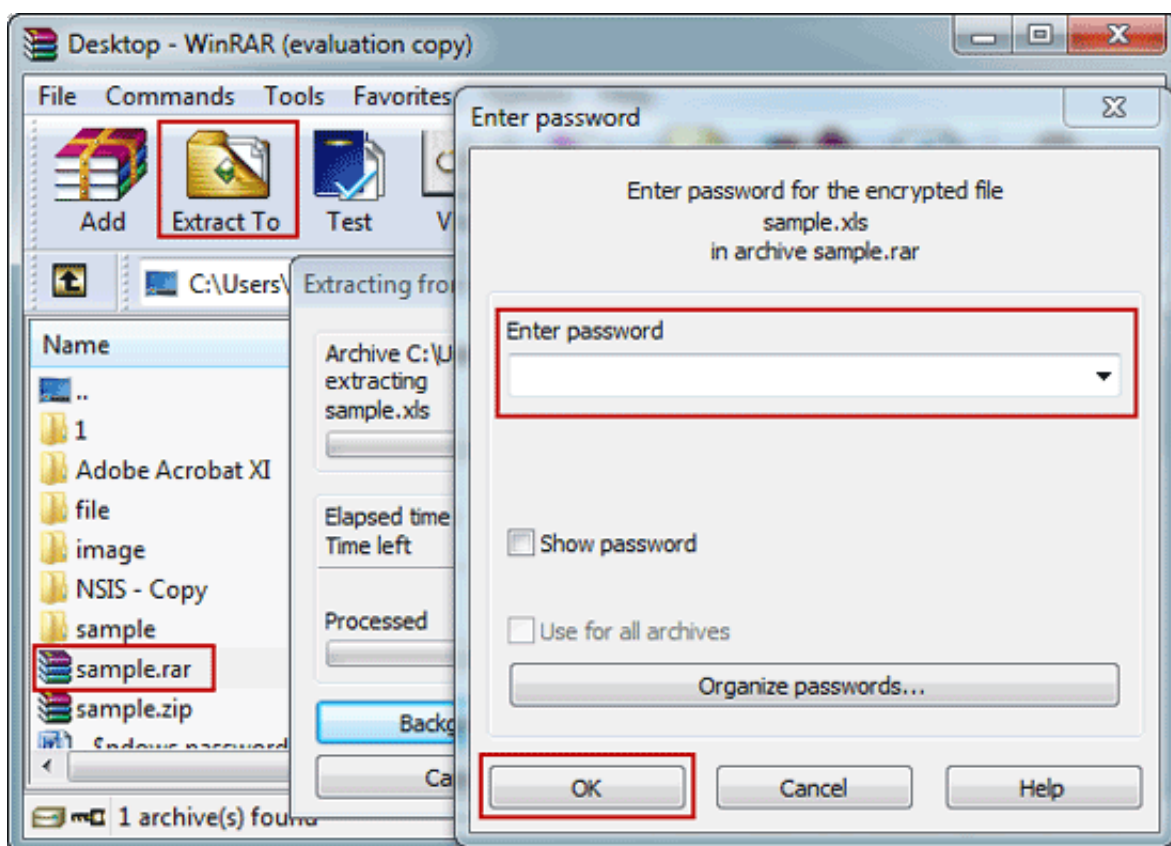 Desktop - WinRAR (evaluation copy)
File Commands Tools Favorites
Add Extract To Test
C:\Users\
Name
..
1
Adobe Acrobat XI
file
image
NSIS - Copy
sample
sample.rar
sample.zip
1 archive(s) found
Extracting from
Archive C:\U
extracting
sample.xls
Elapsed time
Time left
Processed
Backg
Ca
Enter password
Enter password for the encrypted file
sample.xls
in archive sample.rar
Enter password
Show password
Use for all archives
Organize passwords...
OK Cancel Help